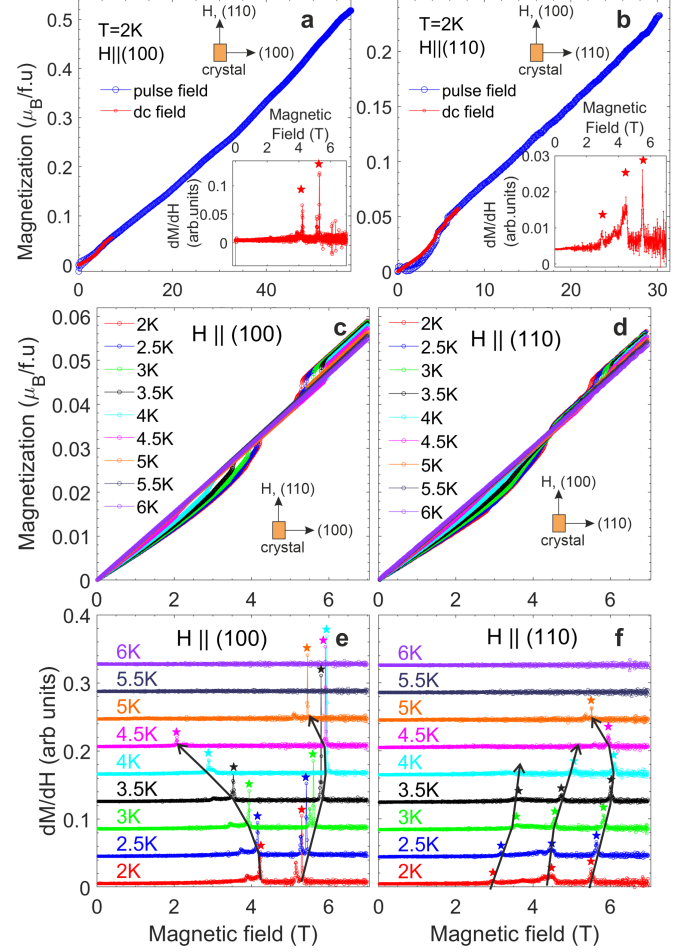 a
T=2K
H||(100)
H, (110)
(100)
crystal
pulse field
dc field
Magnetic
Field (T)
0 2 4 6
0.15
0.1
0.05
0
dM/dH
(arb.units)
0.5
0.4
0.3
0.2
0.1
0
0 20 40
Magnetization (μB/f.u)
b
T=2K
H||(110)
H, (100)
(110)
crystal
pulse field
dc field
Magnetic
Field (T)
0 2 4 6
0.03
0.02
0.01
0
dM/dH
(arb.units)
0.2
0.15
0.1
0.05
0
0 10 20 30
c
H || (100)
2K
2.5K
3K
3.5K
4K
4.5K
5K
5.5K
6K
H, (110)
(100)
crystal
0.06
0.05
0.04
0.03
0.02
0.01
0
0 2 4 6
Magnetization (μB/f.u)
d
H || (110)
2K
2.5K
3K
3.5K
4K
4.5K
5K
5.5K
6K
H, (100)
(110)
crystal
0 2 4 6
e
H || (100)
6K
5.5K
5K
4.5K
4K
3.5K
3K
2.5K
2K
0.4
0.3
0.2
0.1
0
dM/dH (arb units)
0 2 4 6
Magnetic field (T)
f
H || (110)
6K
5.5K
5K
4.5K
4K
3.5K
3K
2.5K
2K
0 2 4 6
Magnetic field (T)